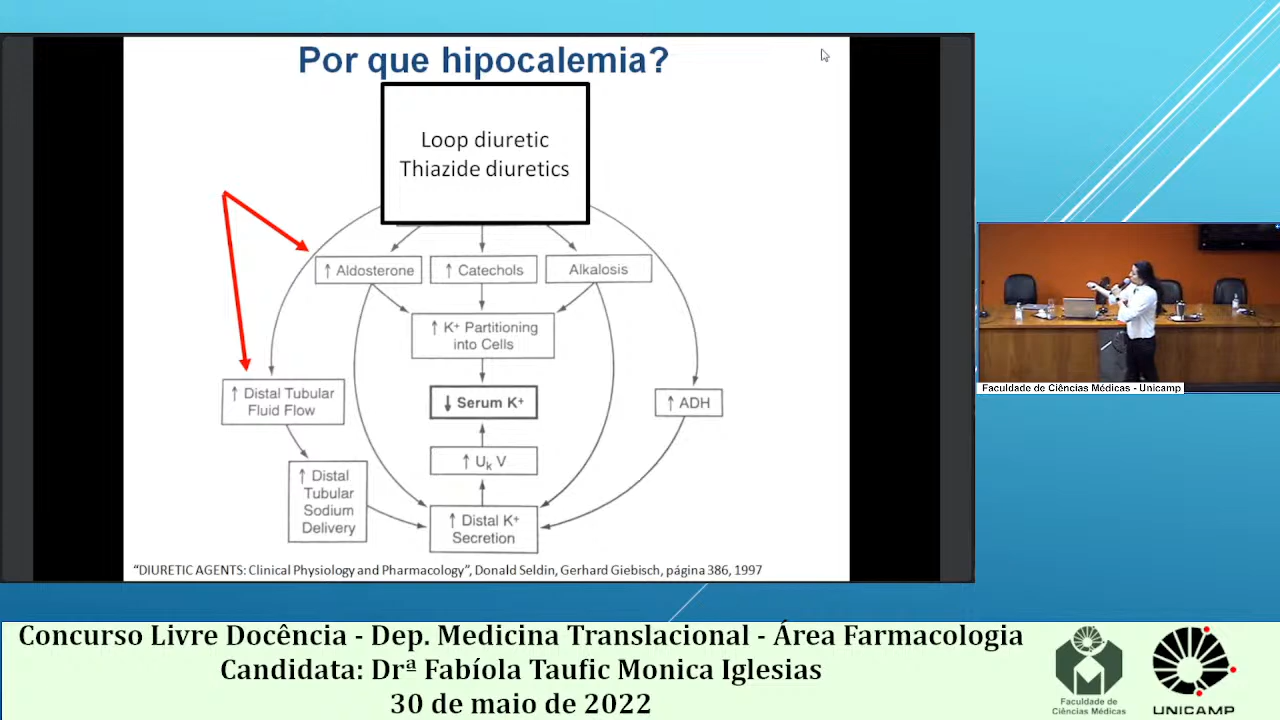 Por que hipocalemia?
Loop diuretic
Thiazide diuretics
↑ Aldosterone
↑ Catechols
Alkalosis
↑ K+ Partitioning
into Cells
↑ Distal Tubular
Fluid Flow
↓ Serum K+
↑ ADH
↑ Uk V
↑ Distal
Tubular
Sodium
Delivery
↑ Distal K+
Secretion
“DIURETIC AGENTS: Clinical Physiology and Pharmacology”, Donald Seldin, Gerhard Giebisch, página 386, 1997
Faculdade de Ciências Médicas - Unicamp
Concurso Livre Docência - Dep. Medicina Translacional - Área Farmacologia
Candidata: Drª Fabíola Taufic Monica Iglesias
30 de maio de 2022
Faculdade de
Ciências Médicas
UNICAMP